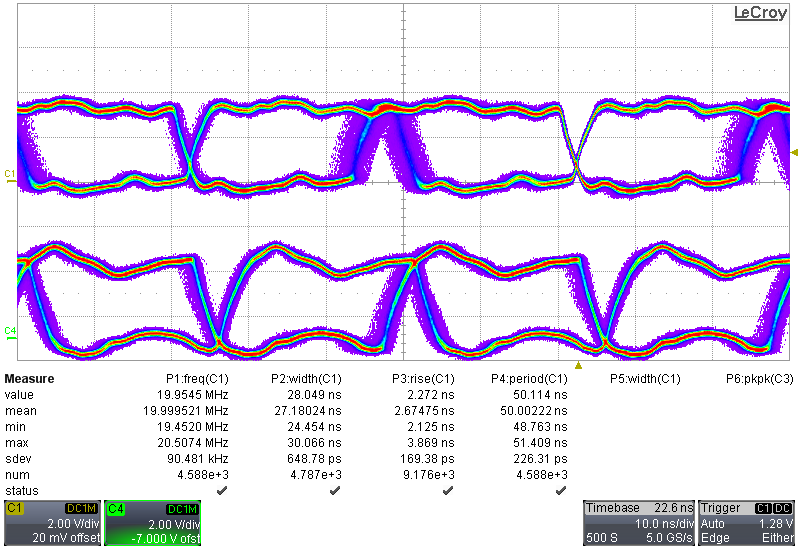 LeCroy
C1
C4
Measure P1:freq(C1) P2:width(C1) P3:rise(C1) P4:period(C1) P5:width(C1) P6:pkpk(C3)
value 19.9545 MHz 28.049 ns 2.272 ns 50.114 ns
mean 19.999521 MHz 27.18024 ns 2.67475 ns 50.00222 ns
min 19.4520 MHz 24.454 ns 2.125 ns 48.763 ns
max 20.5074 MHz 30.066 ns 3.869 ns 51.409 ns
sdev 90.481 kHz 648.78 ps 169.38 ps 226.31 ps
num 4.588e+3 4.787e+3 9.176e+3 4.588e+3
status
C1 DC1M C4 DC1M Timebase 22.6 ns Trigger C1 DC
2.00 V/div 2.00 V/div 10.0 ns/div Auto 1.28 V
20 mV offset -7.000 V ofst 500 S 5.0 GS/s Edge Either